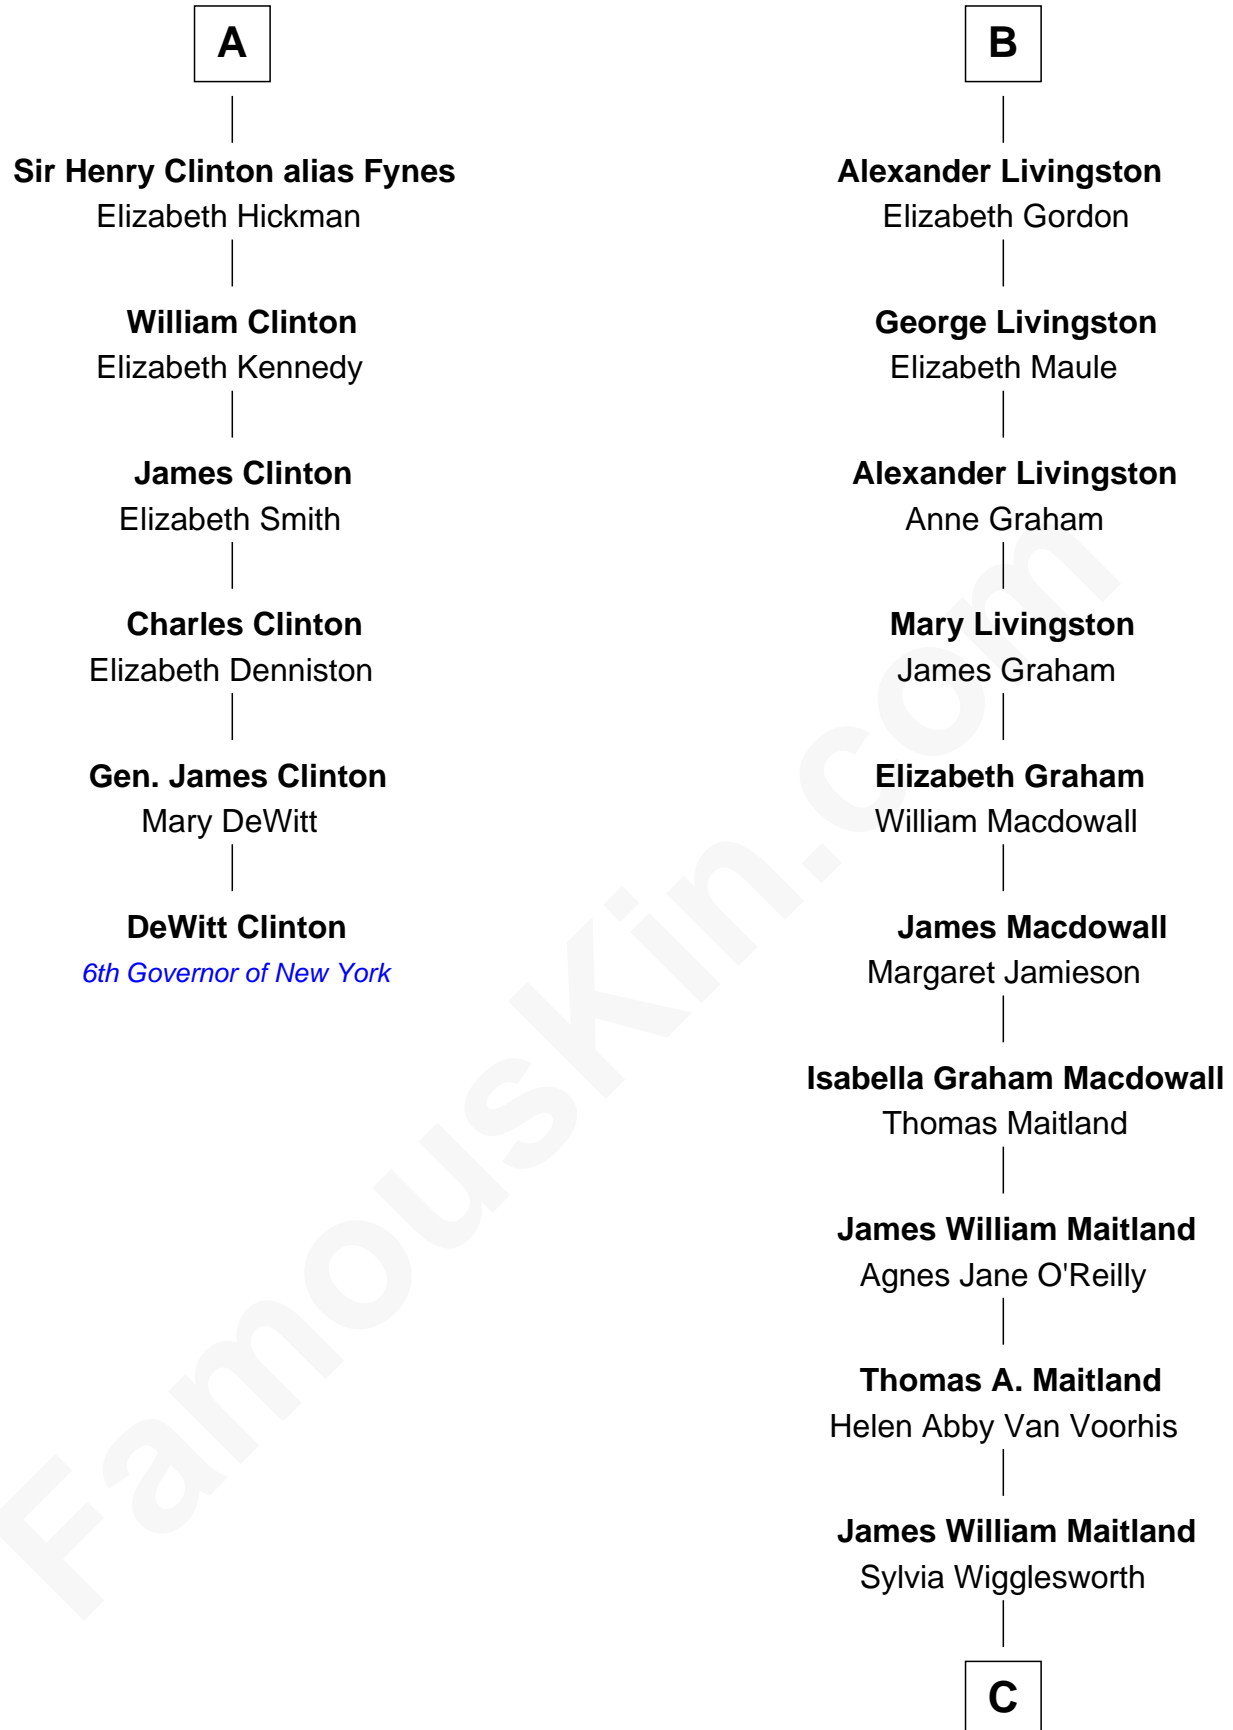 A
Sir Henry Clinton alias Fynes
Elizabeth Hickman
William Clinton
Elizabeth Kennedy
James Clinton
Elizabeth Smith
Charles Clinton
Elizabeth Denniston
Gen. James Clinton
Mary DeWitt
DeWitt Clinton
6th Governor of New York
B
Alexander Livingston
Elizabeth Gordon
George Livingston
Elizabeth Maule
Alexander Livingston
Anne Graham
Mary Livingston
James Graham
Elizabeth Graham
William Macdowall
James Macdowall
Margaret Jamieson
Isabella Graham Macdowall
Thomas Maitland
James William Maitland
Agnes Jane O'Reilly
Thomas A. Maitland
Helen Abby Van Voorhis
James William Maitland
Sylvia Wigglesworth
C
FamousKin.com